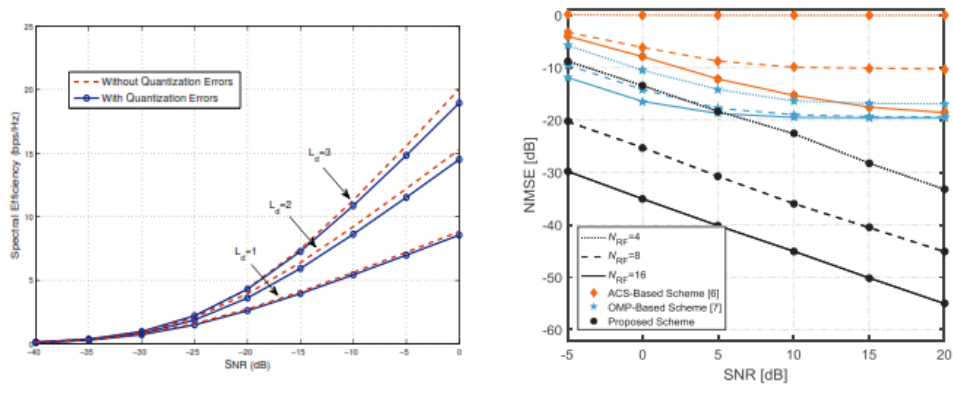 25
20
15
10
5
0
Spectral Efficiency (bps/Hz)
Without Quantization Errors
With Quantization Errors
L_d=3
L_d=2
L_d=1
-40
-35
-30
-25
-20
-15
-10
-5
0
SNR (dB)
0
-10
-20
-30
-40
-50
-60
NMSE [dB]
N_RF=4
N_RF=8
N_RF=16
ACS-Based Scheme [6]
OMP-Based Scheme [7]
Proposed Scheme
-5
0
5
10
15
20
SNR [dB]